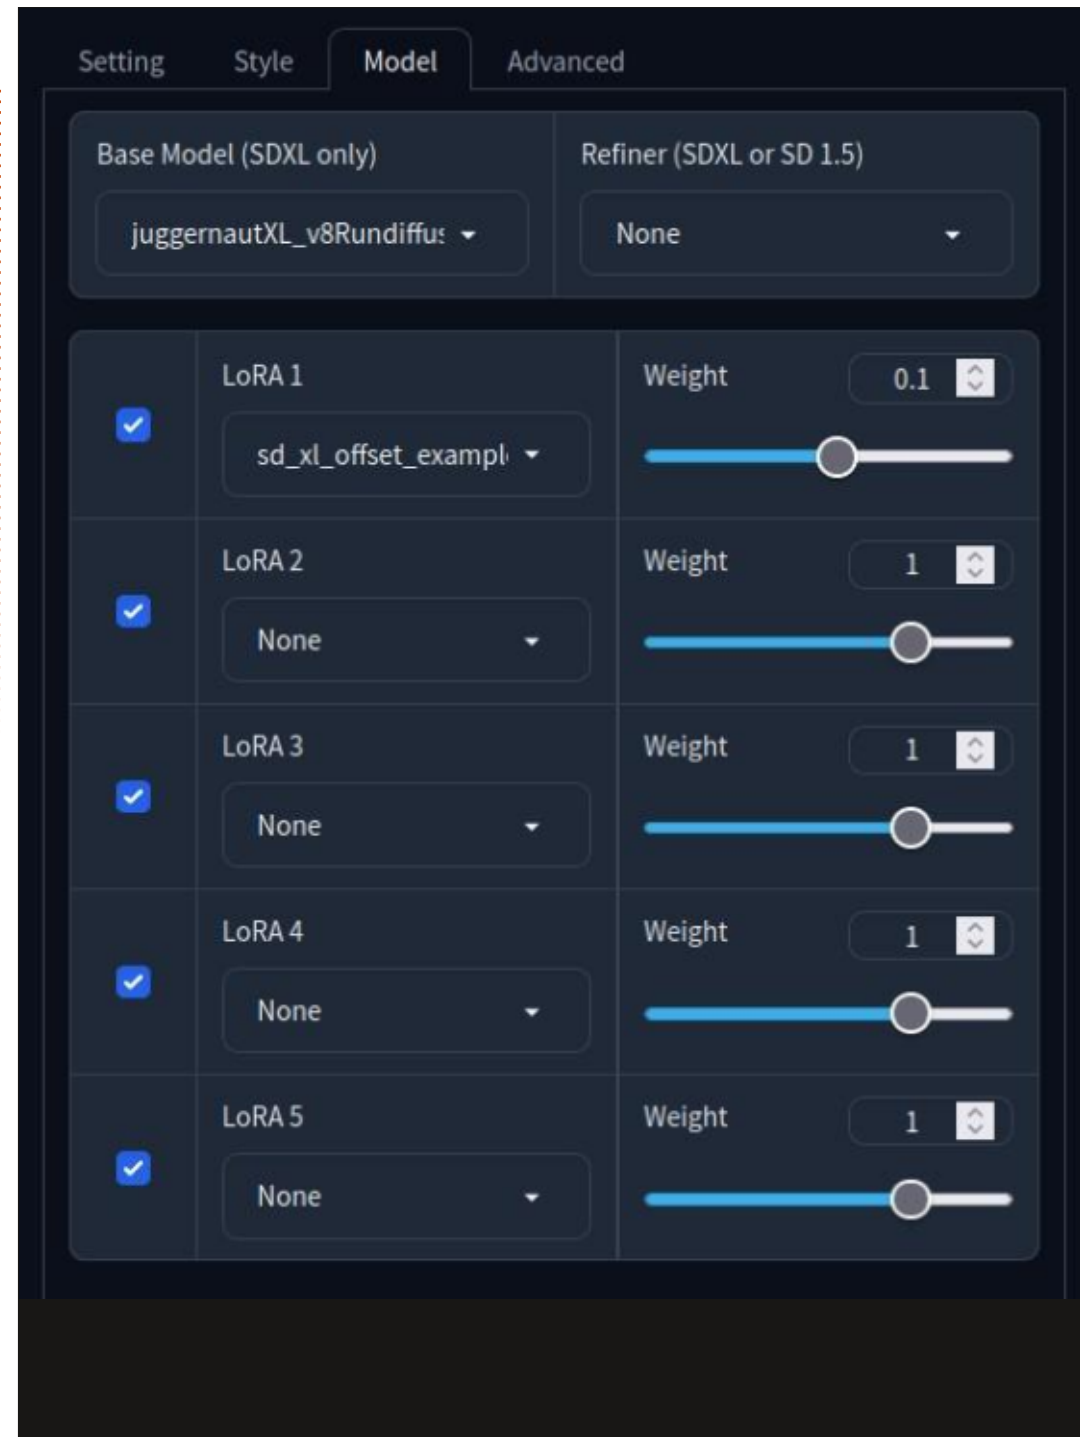 Setting Style Model Advanced
Base Model (SDXL only) Refiner (SDXL or SD 1.5)
juggernautXL_v8Rundiffus None
LoRA 1 Weight 0.1
sd_xl_offset_example
LoRA 2 Weight 1
None
LoRA 3 Weight 1
None
LoRA 4 Weight 1
None
LoRA 5 Weight 1
None